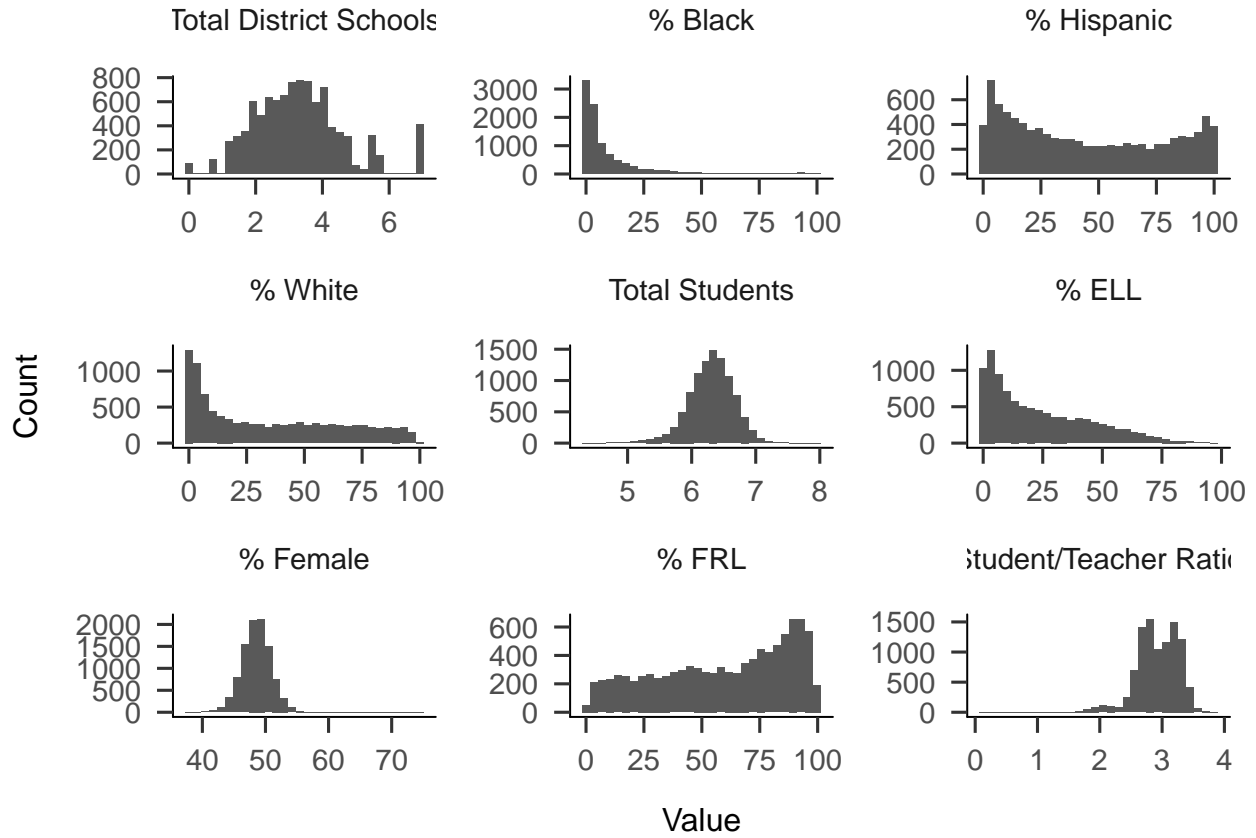 Total District Schools
% Black
% Hispanic
800
600
400
200
0
0 2 4 6
3000
2000
1000
0
0 25 50 75 100
600
400
200
0
0 25 50 75 100
% White
Total Students
% ELL
1000
500
0
0 25 50 75 100
1500
1000
500
0
5 6 7 8
1000
500
0
0 25 50 75 100
% Female
% FRL
Student/Teacher Ratio
2000
1500
1000
500
0
40 50 60 70
600
400
200
0
0 25 50 75 100
1500
1000
500
0
0 1 2 3 4
Count
Value